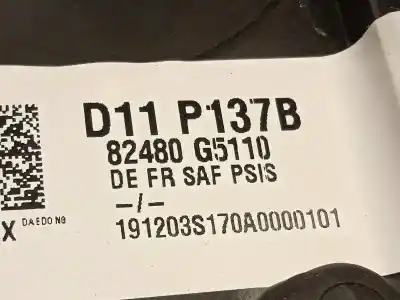 D11 P137B
82480 G5110
DE FR SAF PSIS
-/-
X DAEDONG
191203S170A0000101